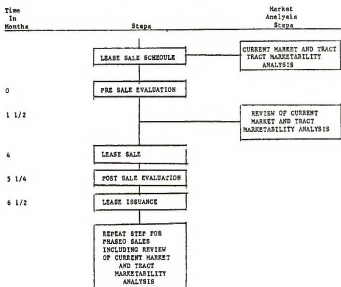 Time
In
Months
Steps
Market
Analysis
Steps
LEASE SALE SCHEDULE
CURRENT MARKET AND TRACT
TRACT MARKETABILITY
ANALYSIS
0
PRE SALE EVALUATION
1 1/2
REVIEW OF CURRENT
MARKET AND TRACT
MARKETABILITY ANALYSIS
4
LEASE SALE
5 1/4
POST SALE EVALUATION
6 1/2
LEASE ISSUANCE
REPEAT STEP FOR
PHASED SALES
INCLUDING REVIEW
OF CURRENT MARKET
AND TRACT
MARKETABILITY
ANALYSIS